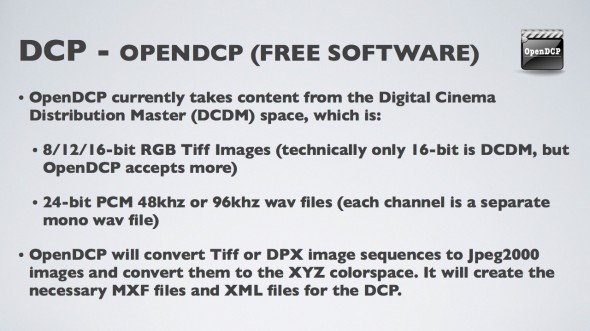 DCP - OPENDCP (FREE SOFTWARE)
OpenDCP
• OpenDCP currently takes content from the Digital Cinema
Distribution Master (DCDM) space, which is:
• 8/12/16-bit RGB Tiff Images (technically only 16-bit is DCDM, but
OpenDCP accepts more)
• 24-bit PCM 48khz or 96khz wav files (each channel is a separate
mono wav file)
• OpenDCP will convert Tiff or DPX image sequences to Jpeg2000
images and convert them to the XYZ colorspace. It will create the
necessary MXF files and XML files for the DCP.